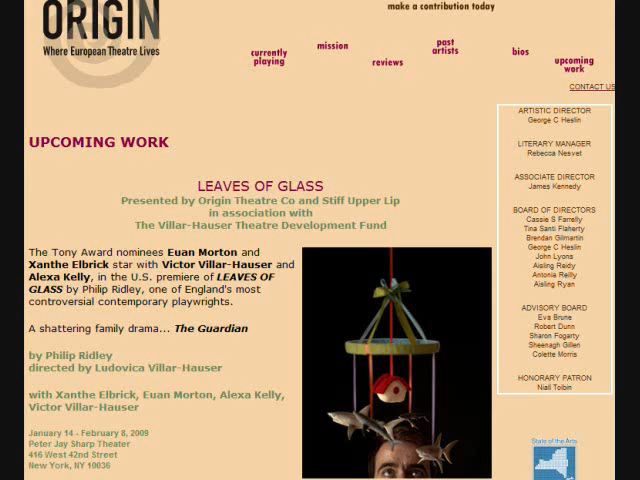 make a contribution today
ORIGIN
Where European Theatre Lives
currently
playing
mission
reviews
past
artists
bios
upcoming
work
CONTACT US
UPCOMING WORK
LEAVES OF GLASS
Presented by Origin Theatre Co and Stiff Upper Lip
in association with
The Villar-Hauser Theatre Development Fund
The Tony Award nominees Euan Morton and
Xanthe Elbrick star with Victor Villar-Hauser and
Alexa Kelly, in the U.S. premiere of LEAVES OF
GLASS by Philip Ridley, one of England's most
controversial contemporary playwrights.
A shattering family drama... The Guardian
by Philip Ridley
directed by Ludovica Villar-Hauser
with Xanthe Elbrick, Euan Morton, Alexa Kelly,
Victor Villar-Hauser
January 14 - February 8, 2009
Peter Jay Sharp Theater
416 West 42nd Street
New York, NY 10036
ARTISTIC DIRECTOR
George C Heslin
LITERARY MANAGER
Rebecca Nesvet
ASSOCIATE DIRECTOR
James Kennedy
BOARD OF DIRECTORS
Cassie S Farrelly
Tina Santi Flaherty
Brendan Gilmartin
George C Heslin
John Lyons
Aisling Reidy
Antonia Reilly
Aisling Ryan
ADVISORY BOARD
Eva Brune
Robert Dunn
Sharon Fogarty
Sheenagh Gillen
Colette Morris
HONORARY PATRON
Niall Toibin
State of the Arts